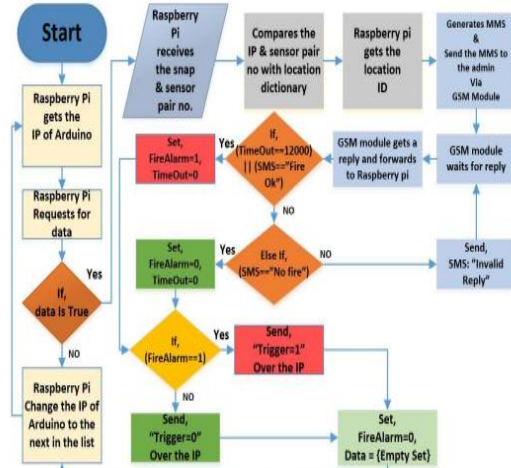 Start
Raspberry Pi
gets the
IP of Arduino
Raspberry Pi
Requests for
data
If,
data Is True
Yes
NO
Raspberry Pi
Change the IP of
Arduino to the
next in the list
Raspberry
Pi
receives
the snap
& sensor
pair no.
Compares the
IP & sensor pair
no with location
dictionary
Raspberry pi
gets the
location
ID
Generates MMS
&
Send the MMS to
the admin
Via
GSM Module
GSM module
waits for reply
GSM module gets a
reply and forwards
to Raspberry pi
If,
(TimeOut==12000)
|| (SMS=="Fire
Ok")
Yes
Set,
FireAlarm=1,
TimeOut=0
NO
Else If,
(SMS=="No fire")
Yes
Set,
FireAlarm=0,
TimeOut=0
NO
Send,
SMS: "Invalid
Reply"
If,
(FireAlarm==1)
Yes
Send,
"Trigger=1"
Over the IP
NO
Send,
"Trigger=0"
Over the IP
Set,
FireAlarm=0,
Data = {Empty Set}